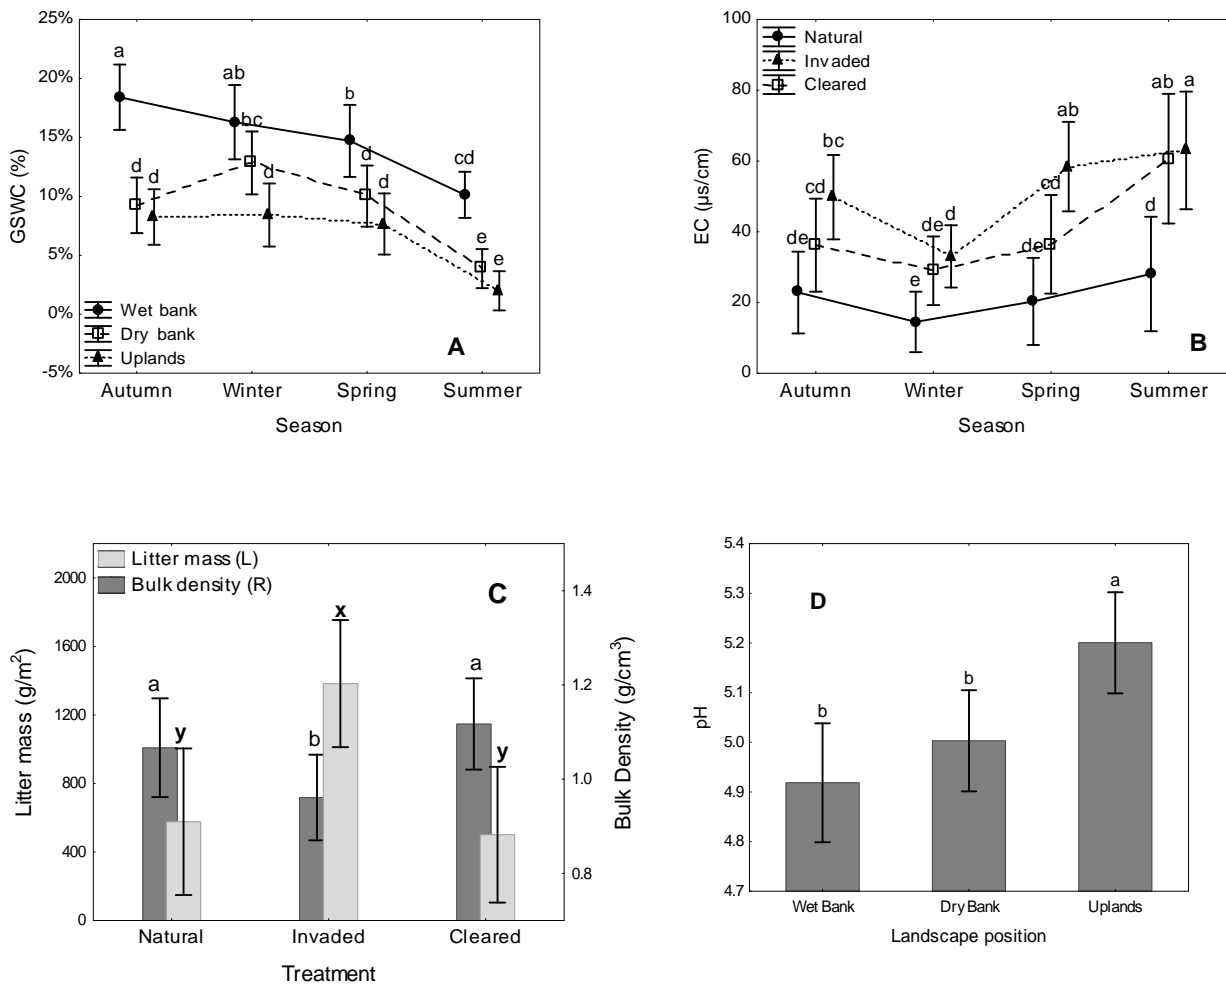 25%
20%
15%
10%
5%
0%
-5%
GSWC (%)
a
ab
b
cd
d
bc
d
e
d
d
d
e
Wet bank
Dry bank
Uplands
A
Autumn Winter Spring Summer
Season
100
80
60
40
20
0
EC (µs/cm)
Natural
Invaded
Cleared
bc
d
ab
a
cd
de
cd
ab
de
e
de
d
B
Autumn Winter Spring Summer
Season
Litter mass (L)
Bulk density (R)
C
2000
1600
1200
800
400
0
Litter mass (g/m²)
1.4
1.2
1.0
0.8
Bulk Density (g/cm³)
a
y
b
x
a
y
Natural Invaded Cleared
Treatment
5.4
5.3
5.2
5.1
5.0
4.9
4.8
4.7
pH
D
b
b
a
Wet Bank Dry Bank Uplands
Landscape position